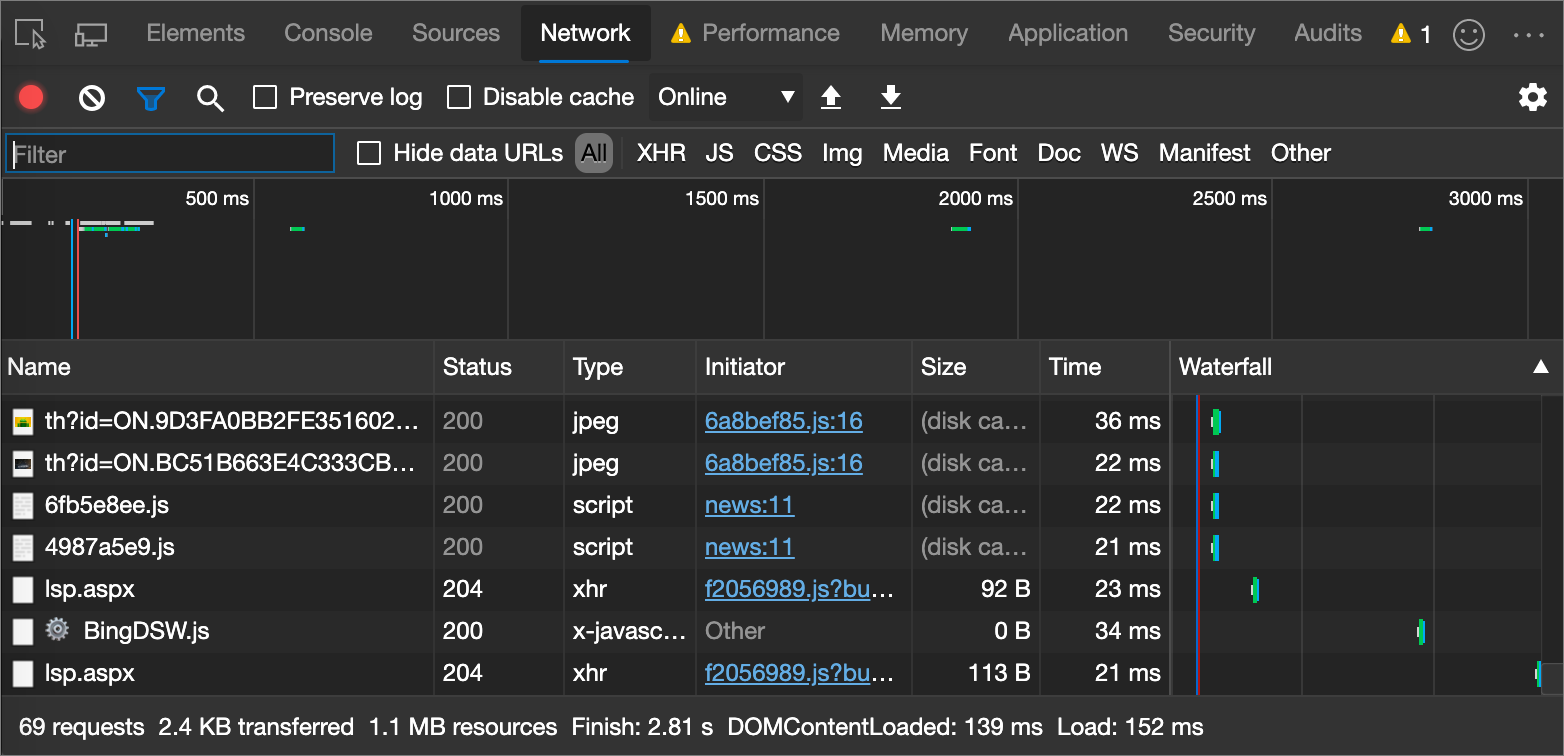 Elements Console Sources Network Performance Memory Application Security Audits 1
Preserve log Disable cache Online
Filter Hide data URLs All XHR JS CSS Img Media Font Doc WS Manifest Other
500 ms 1000 ms 1500 ms 2000 ms 2500 ms 3000 ms
Name Status Type Initiator Size Time Waterfall
th?id=ON.9D3FA0BB2FE351602... 200 jpeg 6a8bef85.js:16 (disk ca... 36 ms
th?id=ON.BC51B663E4C333CB... 200 jpeg 6a8bef85.js:16 (disk ca... 22 ms
6fb5e8ee.js 200 script news:11 (disk ca... 22 ms
4987a5e9.js 200 script news:11 (disk ca... 21 ms
lsp.aspx 204 xhr f2056989.js?bu... 92 B 23 ms
BingDSW.js 200 x-javasc... Other 0 B 34 ms
lsp.aspx 204 xhr f2056989.js?bu... 113 B 21 ms
69 requests 2.4 KB transferred 1.1 MB resources Finish: 2.81 s DOMContentLoaded: 139 ms Load: 152 ms